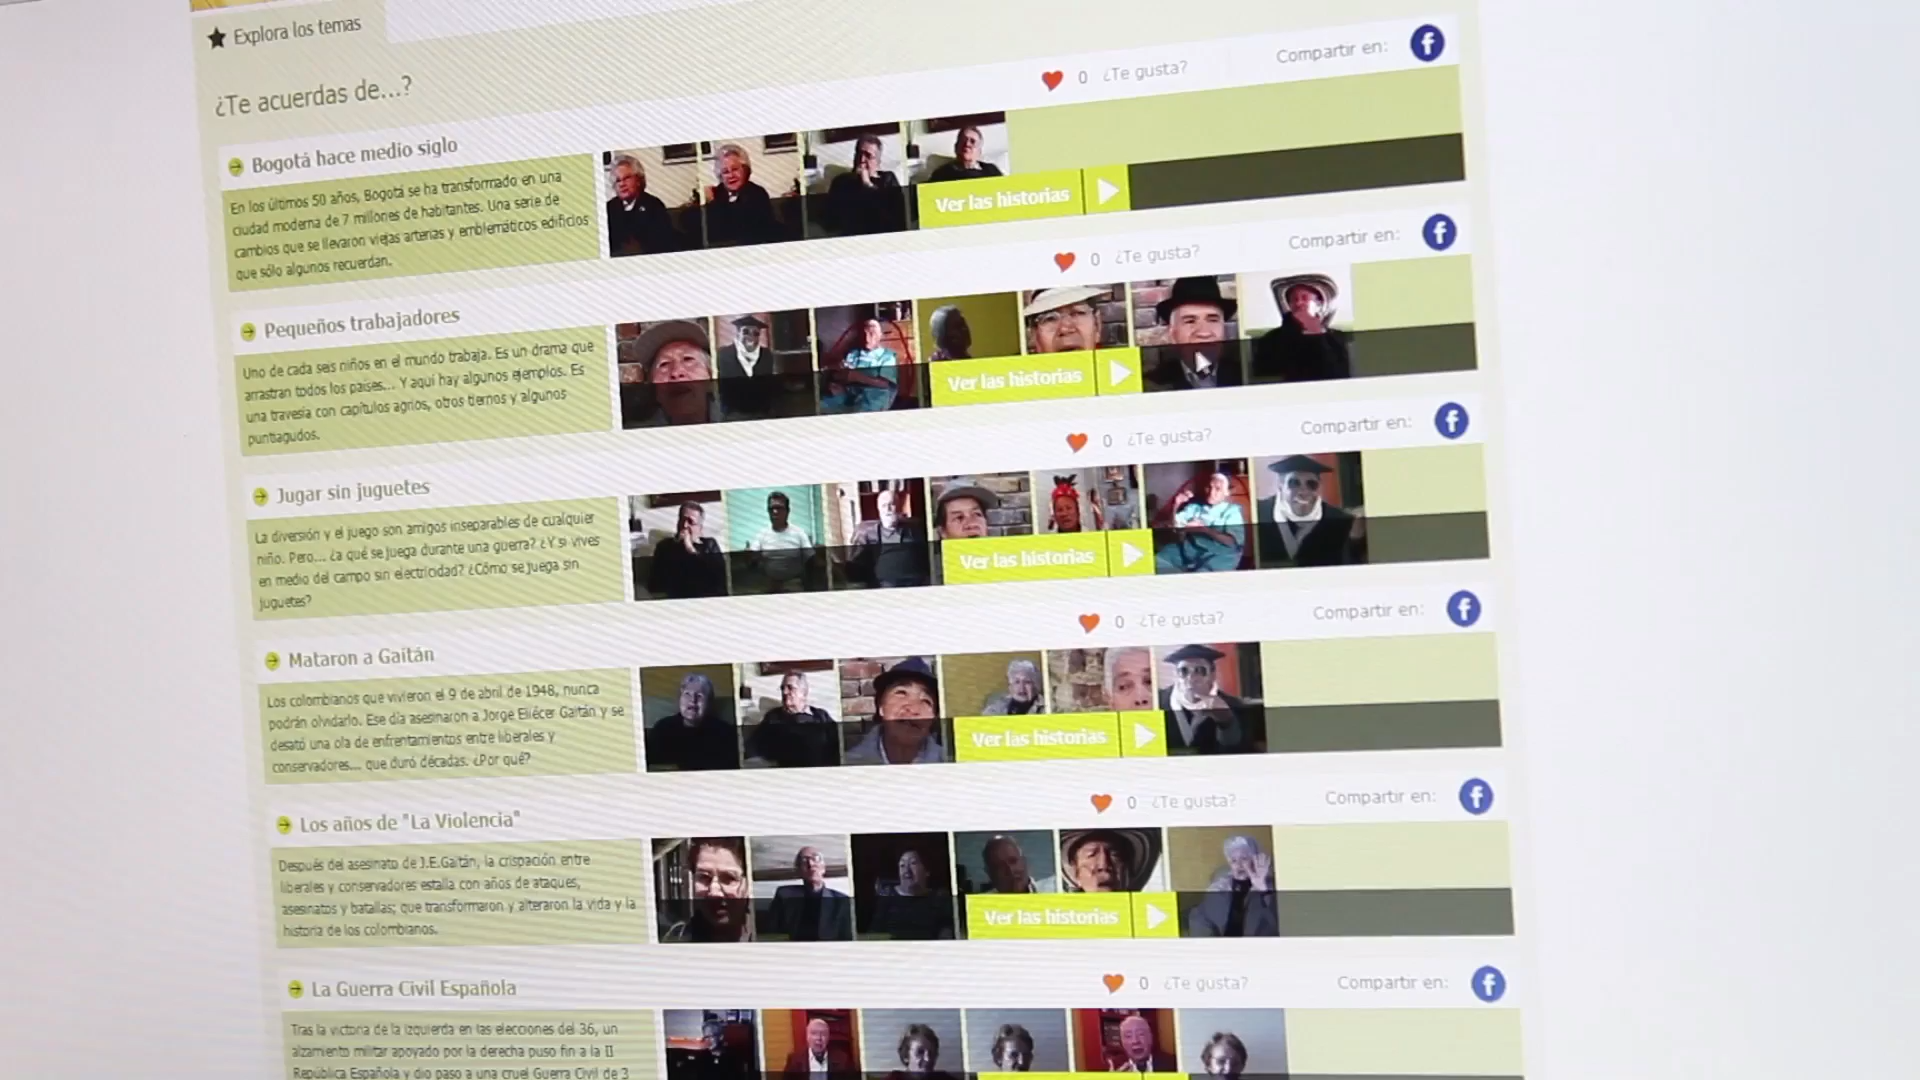 Explora los temas
¿Te acuerdas de...?
0 ¿Te gusta? Compartir en: f
Bogotá hace medio siglo
En los últimos 50 años, Bogotá se ha transformado en una
ciudad moderna de 7 millones de habitantes. Una serie de
cambios que se llevaron viejas arterias y emblemáticos edificios
que sólo algunos recuerdan.
Ver las historias
0 ¿Te gusta? Compartir en: f
Pequeños trabajadores
Uno de cada seis niños en el mundo trabaja. Es un drama que
arrastran todos los países... Y aquí hay algunos ejemplos. Es
una travesía con capítulos agrios, otros tiernos y algunos
puntiagudos.
Ver las historias
0 ¿Te gusta? Compartir en: f
Jugar sin juguetes
La diversión y el juego son amigos inseparables de cualquier
niño. Pero... ¿a qué se juega durante una guerra? ¿Y si vives
en medio del campo sin electricidad? ¿Cómo se juega sin
juguetes?
Ver las historias
0 ¿Te gusta? Compartir en: f
Mataron a Gaitán
Los colombianos que vivieron el 9 de abril de 1948, nunca
podrán olvidarlo. Ese día asesinaron a Jorge Eliécer Gaitán y se
desató una ola de enfrentamientos entre liberales y
conservadores... que duró décadas. ¿Por qué?
Ver las historias
0 ¿Te gusta? Compartir en: f
Los años de "La Violencia"
Después del asesinato de J.E.Gaitán, la crispación entre
liberales y conservadores estalla con años de ataques,
asesinatos y batallas; que transformaron y alteraron la vida y la
historia de los colombianos.
Ver las historias
0 ¿Te gusta? Compartir en: f
La Guerra Civil Española
Tras la victoria de la izquierda en las elecciones del 36, un
alzamiento militar apoyado por la derecha puso fin a la II
República Española y dio paso a una cruel Guerra Civil de 3